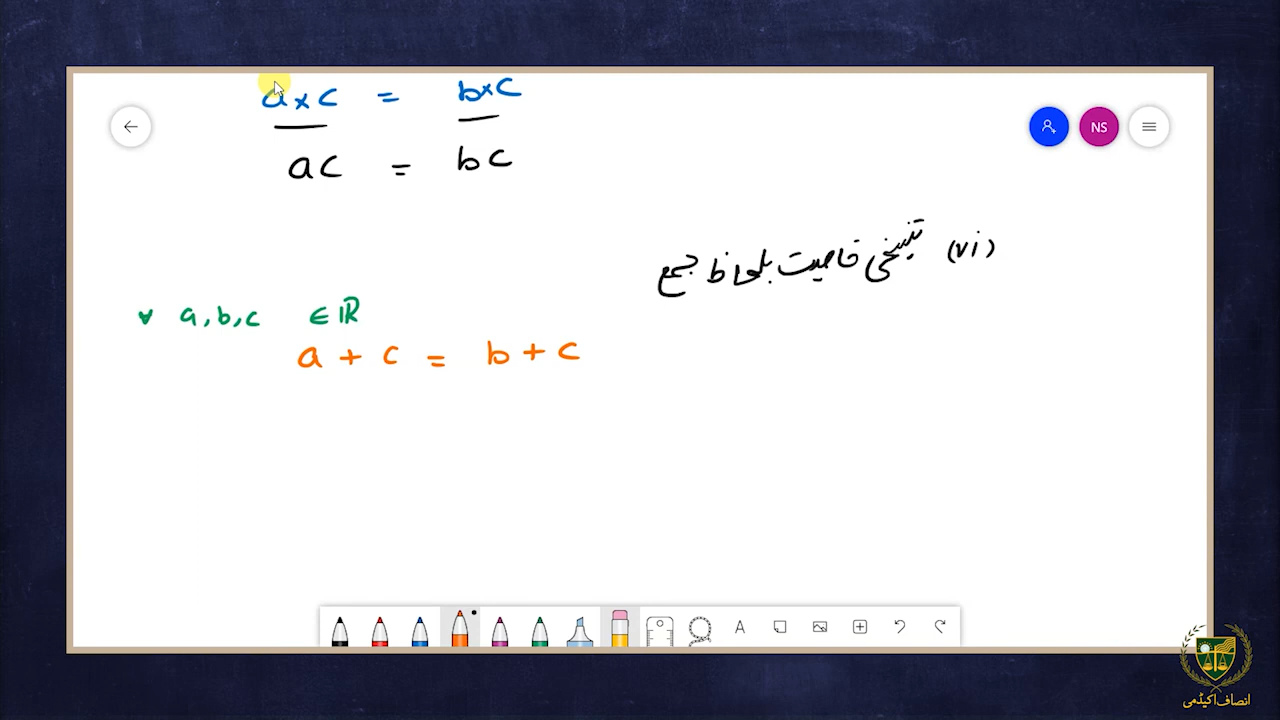 a×c = b×c
ac = bc
NS
(vi) تنسیخی خاصیت بلحاظ جمع
∀ a,b,c ∈ ℝ
a + c = b + c
A
انصاف اکیڈمی